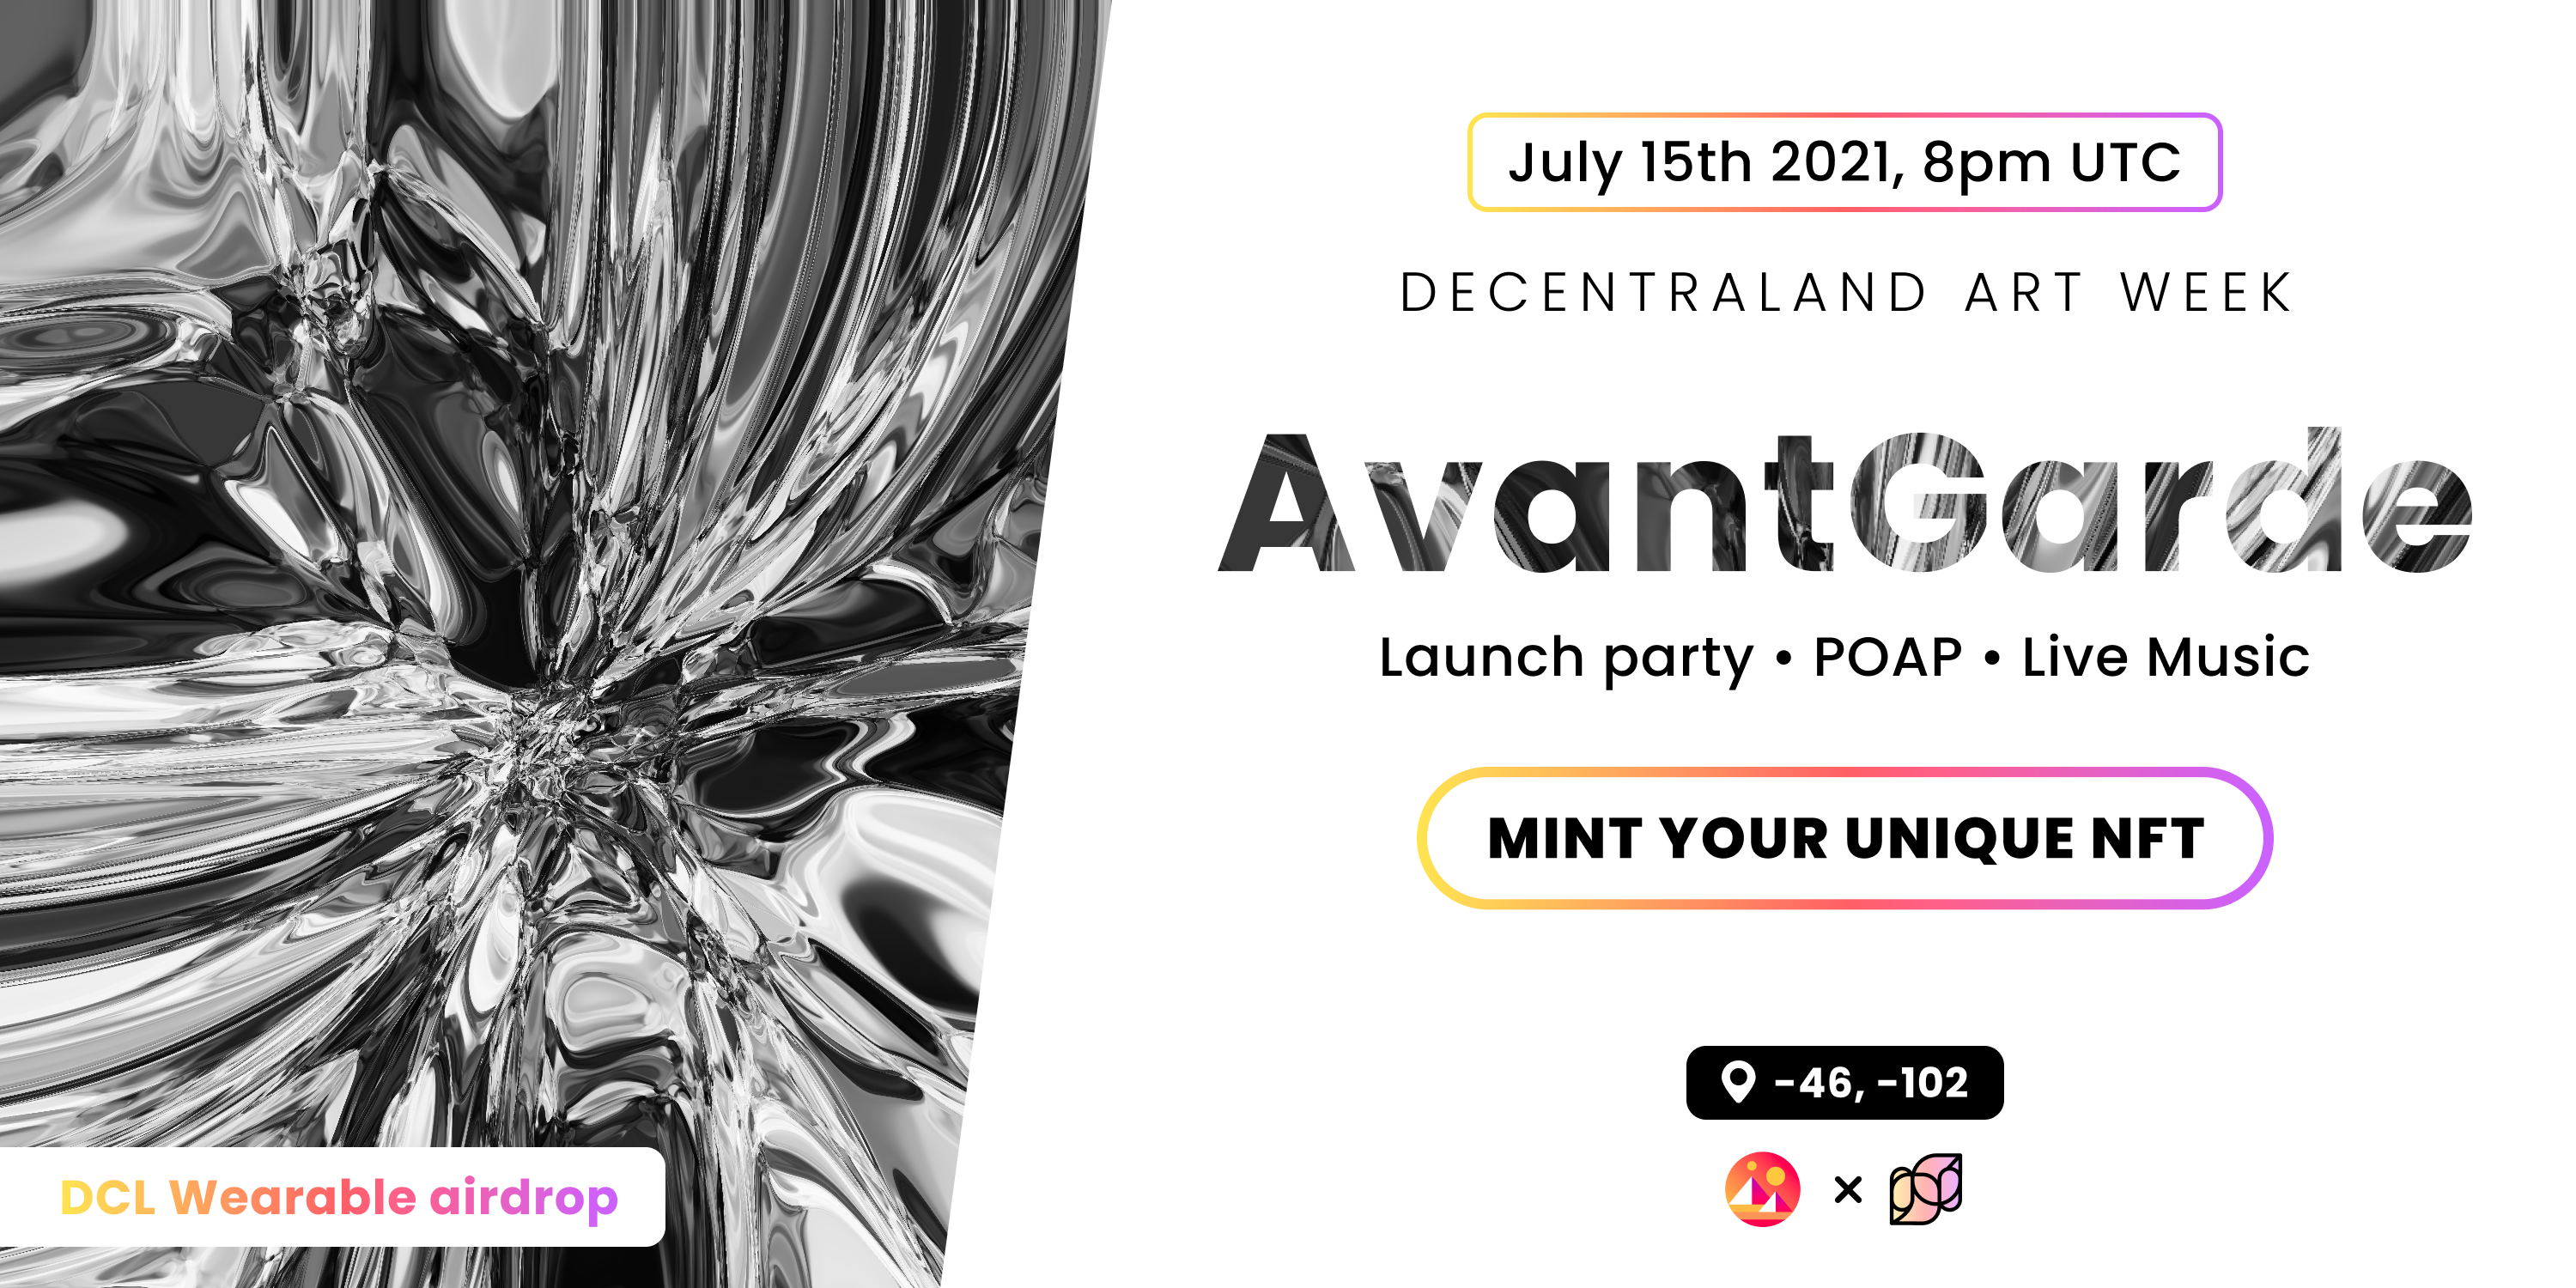 July 15th 2021, 8pm UTC
DECENTRALAND ART WEEK
AvantGarde
Launch party • POAP • Live Music
MINT YOUR UNIQUE NFT
-46, -102
×
DCL Wearable airdrop